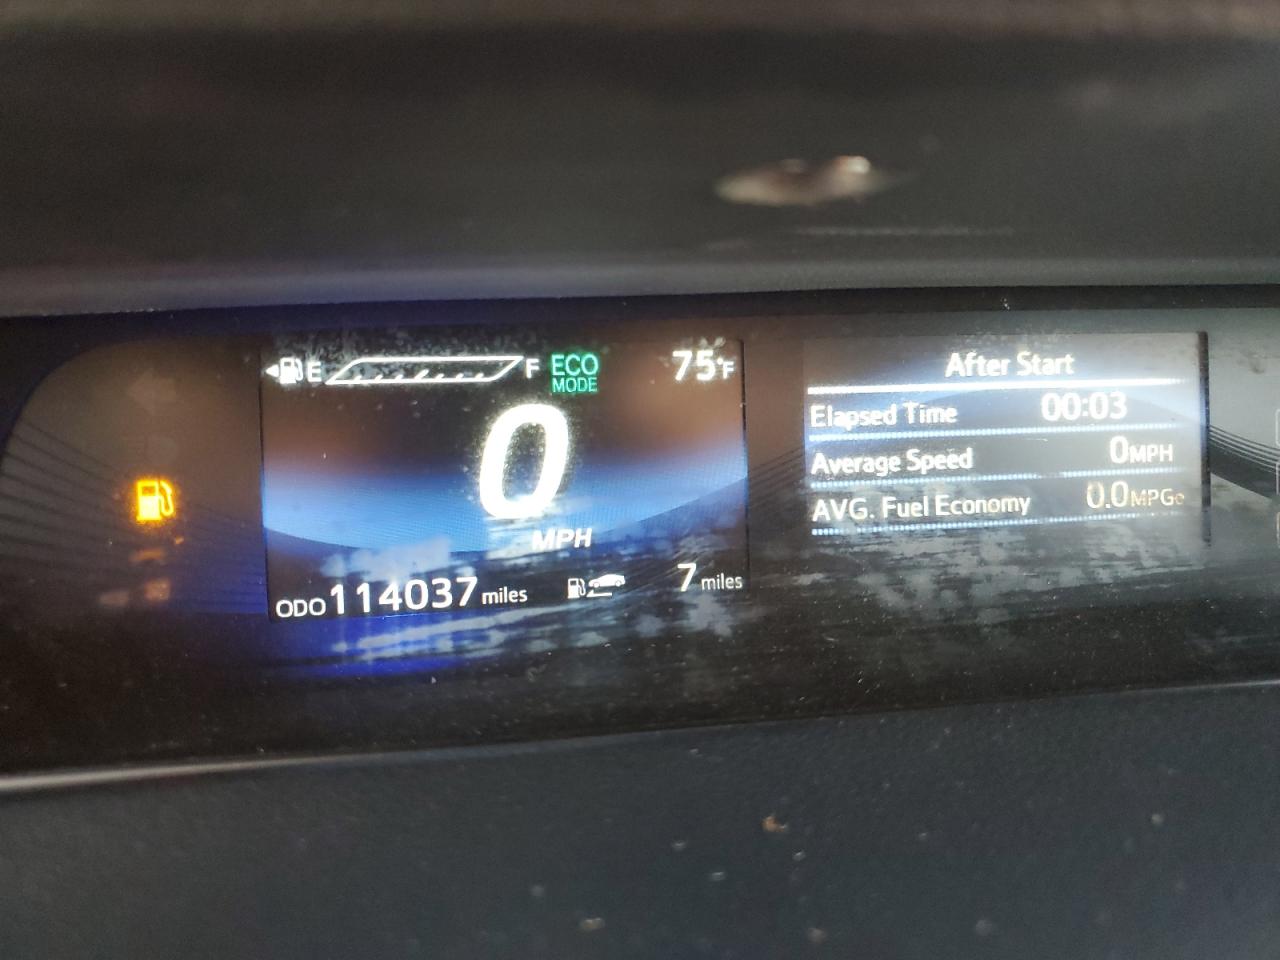 E F ECO MODE 75°F
0
MPH
ODO 114037 miles 7 miles
After Start
Elapsed Time 00:03
Average Speed 0MPH
AVG. Fuel Economy 0.0MPGe